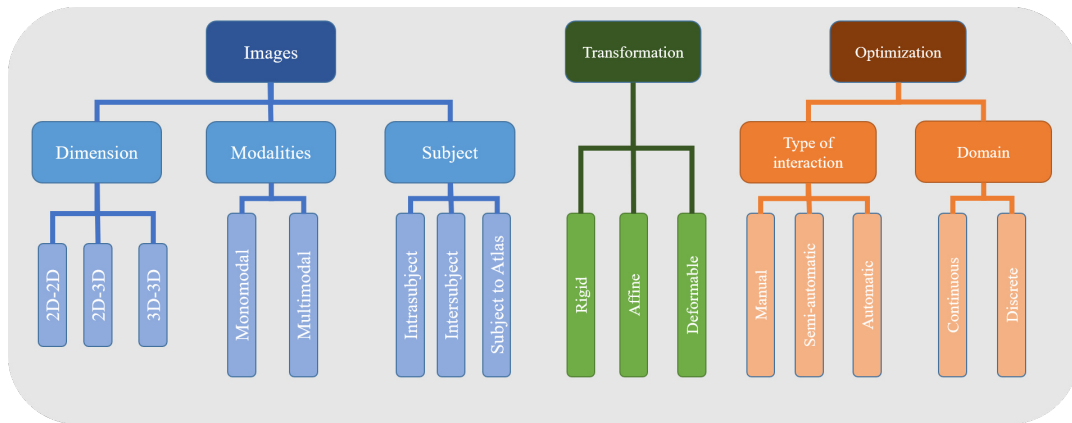 Images
Transformation
Optimization
Dimension
Modalities
Subject
Type of
interaction
Domain
2D-2D
2D-3D
3D-3D
Monomodal
Multimodal
Intrasubject
Intersubject
Subject to Atlas
Rigid
Affine
Deformable
Manual
Semi-automatic
Automatic
Continuous
Discrete